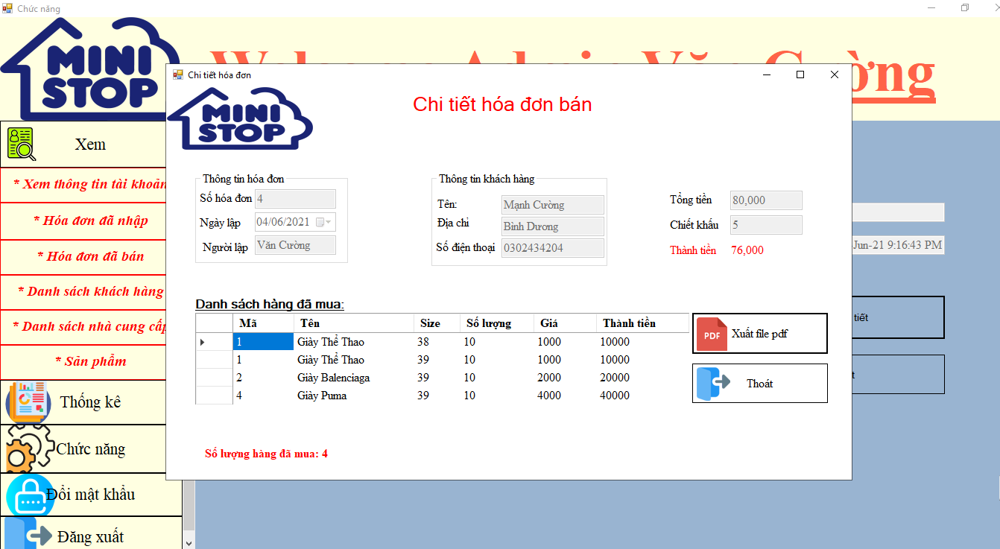 Chức năng
MINI
STOP
ờng
Chi tiết hóa đơn
MINI
STOP
Chi tiết hóa đơn bán
Xem
* Xem thông tin tài khoản
* Hóa đơn đã nhập
* Hóa đơn đã bán
* Danh sách khách hàng
* Danh sách nhà cung cấp
* Sản phẩm
Thống kê
Chức năng
Đổi mật khẩu
Đăng xuất
Thông tin hóa đơn
Số hóa đơn 4
Ngày lập 04/06/2021
Người lập Văn Cường
Thông tin khách hàng
Tên: Mạnh Cường
Địa chỉ Bình Dương
Số điện thoại 0302434204
Tổng tiền 80,000
Chiết khấu 5
Thành tiền 76,000
Jun-21 9:16:43 PM
Danh sách hàng đã mua:
Mã Tên Size Số lượng Giá Thành tiền
1 Giày Thể Thao 38 10 1000 10000
1 Giày Thể Thao 39 10 1000 10000
2 Giày Balenciaga 39 10 2000 20000
4 Giày Puma 39 10 4000 40000
PDF Xuất file pdf
Thoát
tiết
t
Số lượng hàng đã mua: 4